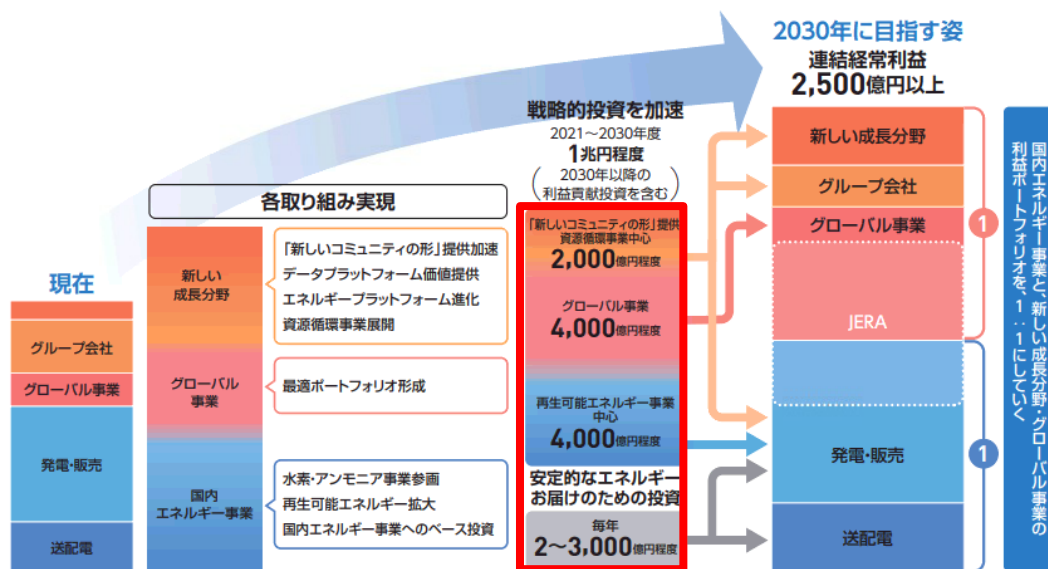 2030年に目指す姿
連結経常利益
2,500億円以上
戦略的投資を加速
2021～2030年度
1兆円程度
(2030年以降の
利益貢献投資を含む)
各取り組み実現
現在
グループ会社
グローバル事業
発電・販売
送配電
新しい
成長分野
グローバル
事業
国内
エネルギー事業
「新しいコミュニティの形」提供加速
データプラットフォーム価値提供
エネルギープラットフォーム進化
資源循環事業展開
最適ポートフォリオ形成
水素・アンモニア事業参画
再生可能エネルギー拡大
国内エネルギー事業へのベース投資
「新しいコミュニティの形」提供
資源循環事業中心
2,000億円程度
グローバル事業
4,000億円程度
再生可能エネルギー事業
中心
4,000億円程度
安定的なエネルギー
お届けのための投資
毎年
2～3,000億円程度
新しい成長分野
グループ会社
グローバル事業
JERA
発電・販売
送配電
1
1
国内エネルギー事業と、新しい成長分野・グローバル事業の
利益ポートフォリオを、1：1にしていく